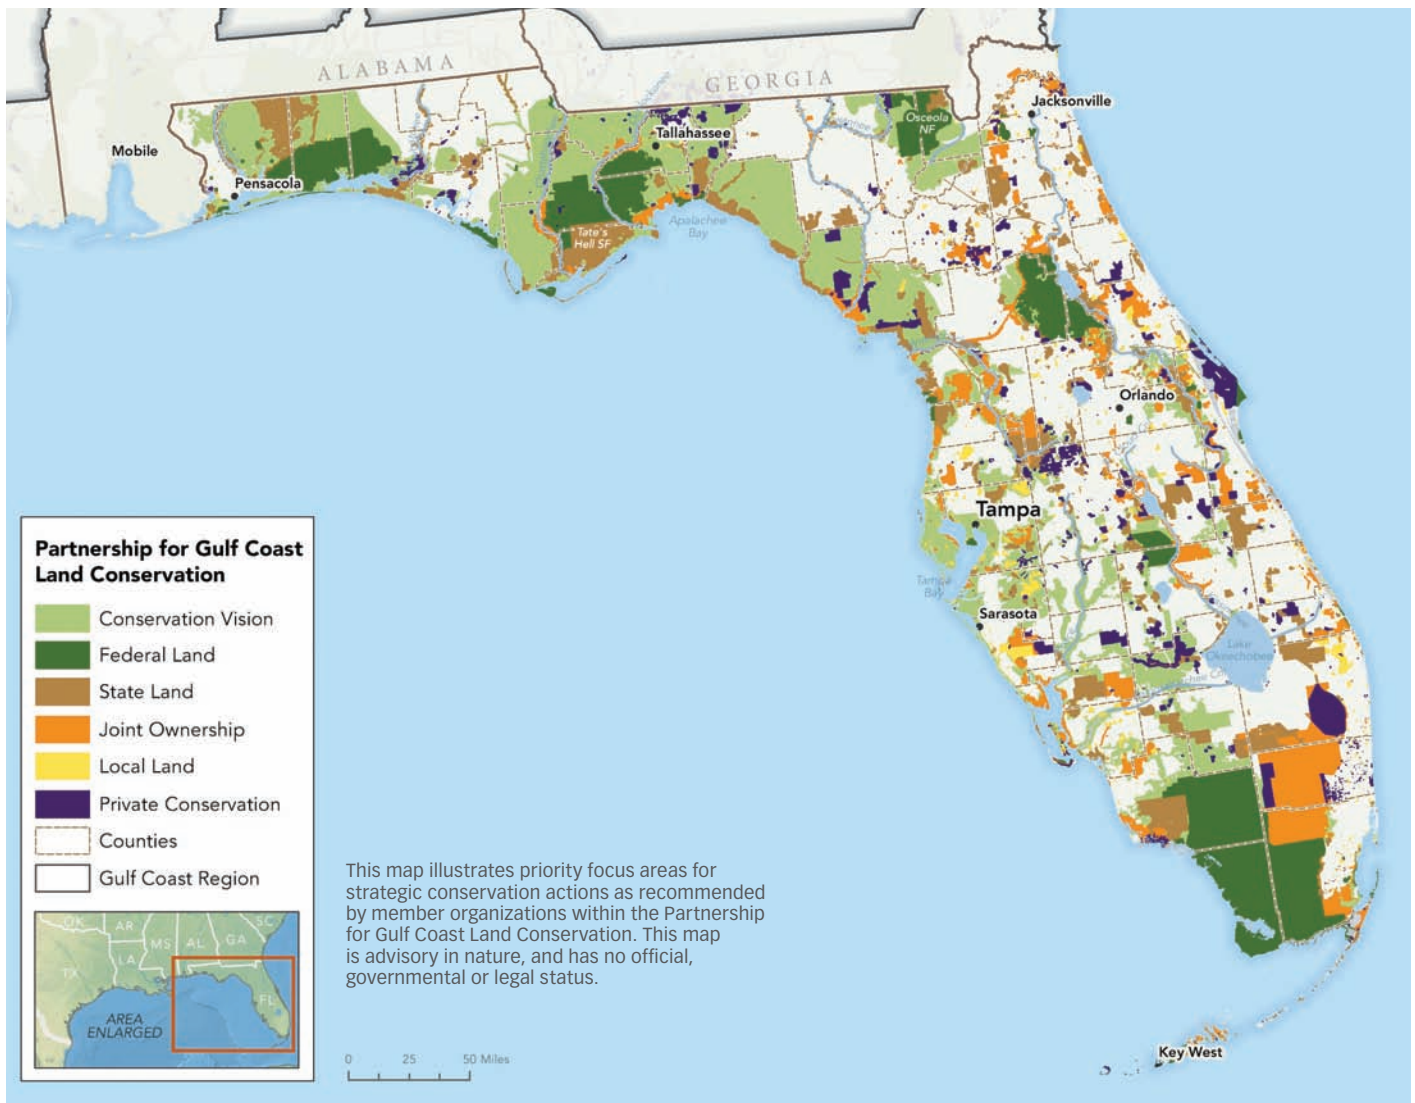 ALABAMA
GEORGIA
Jacksonville
Osceola
NF
Tallahassee
Mobile
Pensacola
Apalachee
Bay
Tate's
Hell SF
Orlando
Tampa
Tampa
Bay
Sarasota
Lake
Okeechobee
Key West
Partnership for Gulf Coast
Land Conservation
Conservation Vision
Federal Land
State Land
Joint Ownership
Local Land
Private Conservation
Counties
Gulf Coast Region
OK
AR
SC
MS
AL
GA
LA
TX
FL
AREA
ENLARGED
This map illustrates priority focus areas for
strategic conservation actions as recommended
by member organizations within the Partnership
for Gulf Coast Land Conservation. This map
is advisory in nature, and has no official,
governmental or legal status.
0 25 50 Miles